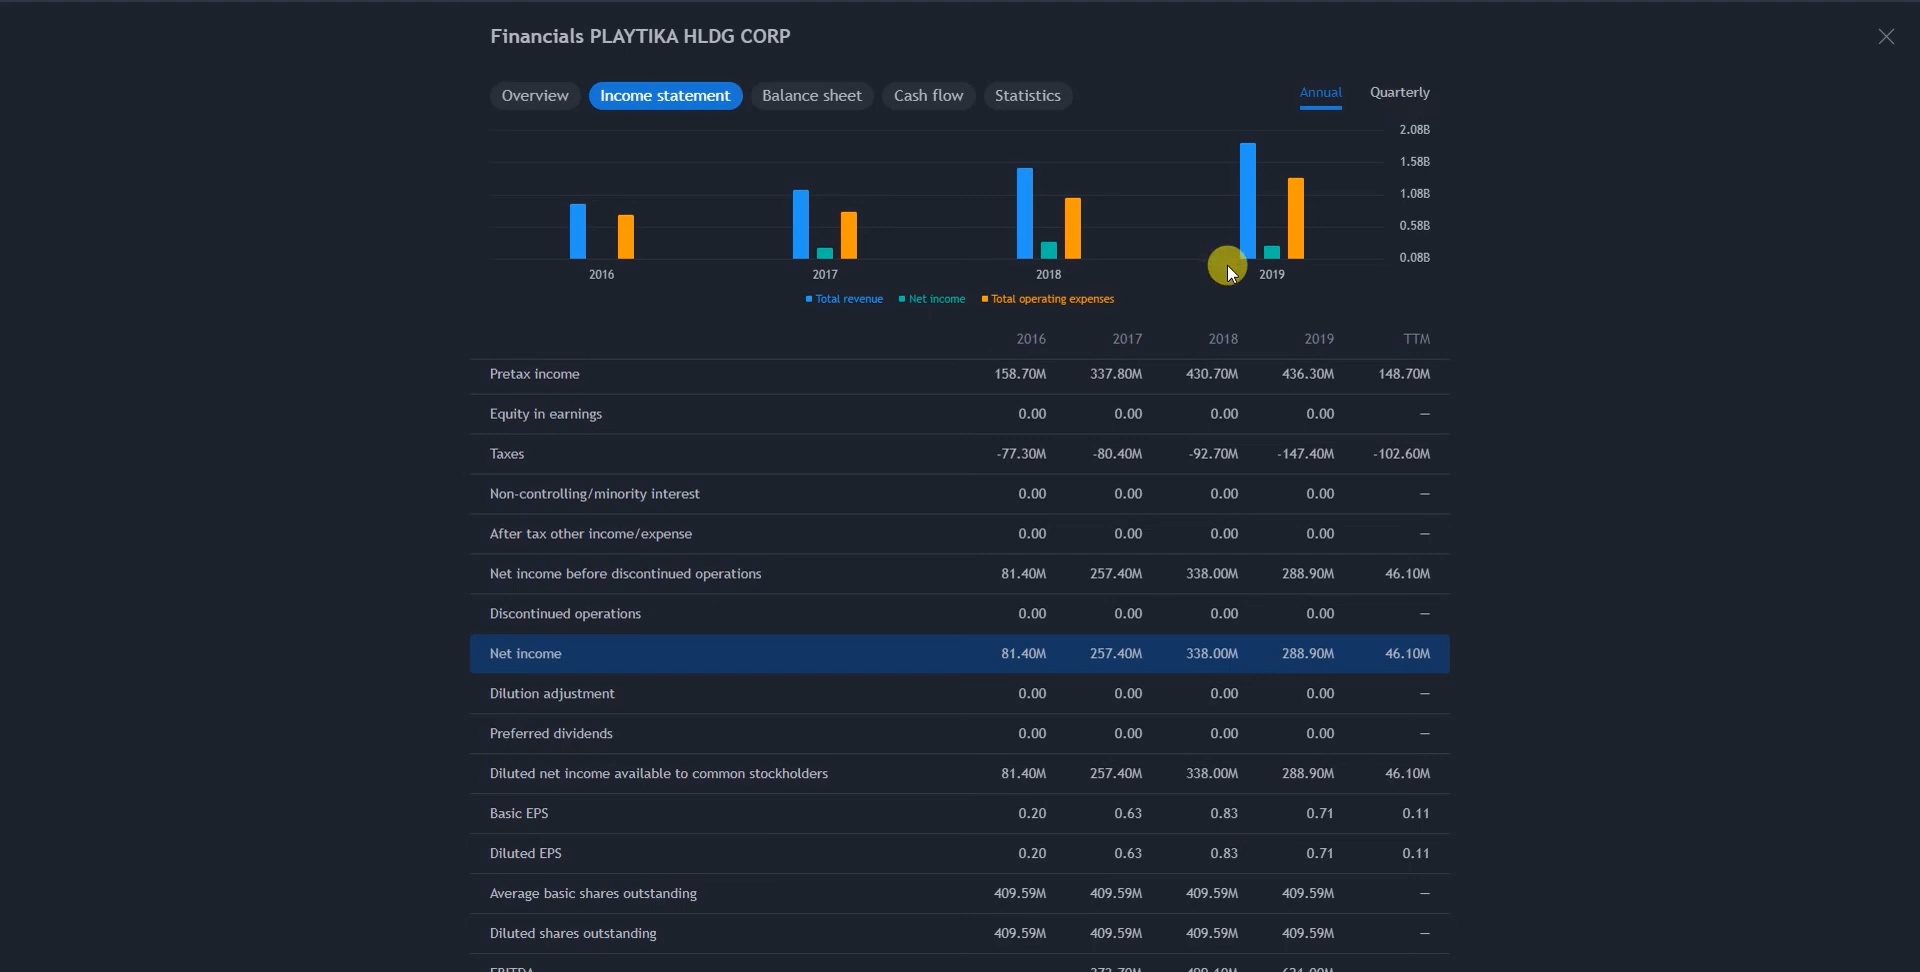 Financials PLAYTIKA HLDG CORP
Overview Income statement Balance sheet Cash flow Statistics Annual Quarterly
2.08B
1.58B
1.08B
0.58B
0.08B
2016 2017 2018 2019
Total revenue Net income Total operating expenses
2016 2017 2018 2019 TTM
Pretax income 158.70M 337.80M 430.70M 436.30M 148.70M
Equity in earnings 0.00 0.00 0.00 0.00 —
Taxes -77.30M -80.40M -92.70M -147.40M -102.60M
Non-controlling/minority interest 0.00 0.00 0.00 0.00 —
After tax other income/expense 0.00 0.00 0.00 0.00 —
Net income before discontinued operations 81.40M 257.40M 338.00M 288.90M 46.10M
Discontinued operations 0.00 0.00 0.00 0.00 —
Net income 81.40M 257.40M 338.00M 288.90M 46.10M
Dilution adjustment 0.00 0.00 0.00 0.00 —
Preferred dividends 0.00 0.00 0.00 0.00 —
Diluted net income available to common stockholders 81.40M 257.40M 338.00M 288.90M 46.10M
Basic EPS 0.20 0.63 0.83 0.71 0.11
Diluted EPS 0.20 0.63 0.83 0.71 0.11
Average basic shares outstanding 409.59M 409.59M 409.59M 409.59M —
Diluted shares outstanding 409.59M 409.59M 409.59M 409.59M —
EBITDA